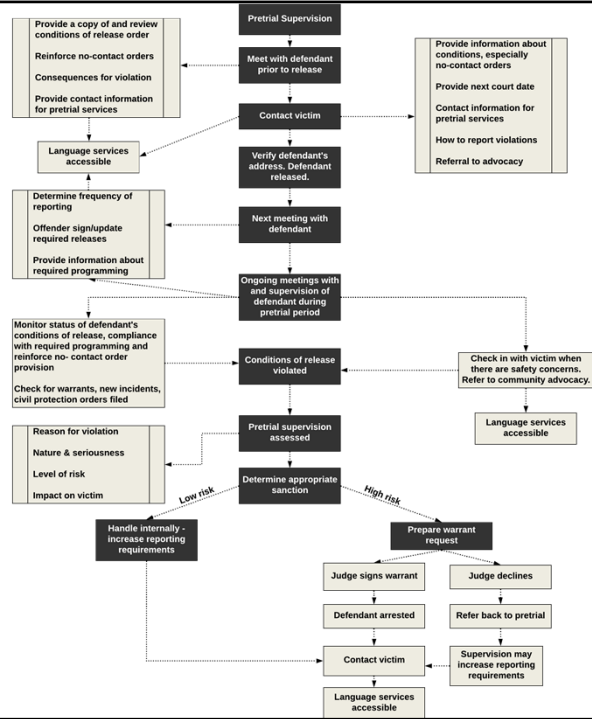 Pretrial Supervision
Provide a copy of and review
conditions of release order
Reinforce no-contact orders
Consequences for violation
Provide contact information
for pretrial services
Meet with defendant
prior to release
Provide information about
conditions, especially
no-contact orders
Provide next court date
Contact information for
pretrial services
How to report violations
Referral to advocacy
Contact victim
Language services
accessible
Verify defendant's
address. Defendant
released.
Determine frequency of
reporting
Offender sign/update
required releases
Provide information about
required programming
Next meeting with
defendant
Ongoing meetings with
and supervision of
defendant during
pretrial period
Monitor status of defendant's
conditions of release, compliance
with required programming and
reinforce no- contact order
provision
Check for warrants, new incidents,
civil protection orders filed
Conditions of release
violated
Check in with victim when
there are safety concerns.
Refer to community advocacy.
Language services
accessible
Pretrial supervision
assessed
Reason for violation
Nature & seriousness
Level of risk
Impact on victim
Determine appropriate
sanction
Low risk
High risk
Handle internally -
increase reporting
requirements
Prepare warrant
request
Judge signs warrant
Judge declines
Defendant arrested
Refer back to pretrial
Contact victim
Supervision may
increase reporting
requirements
Language services
accessible